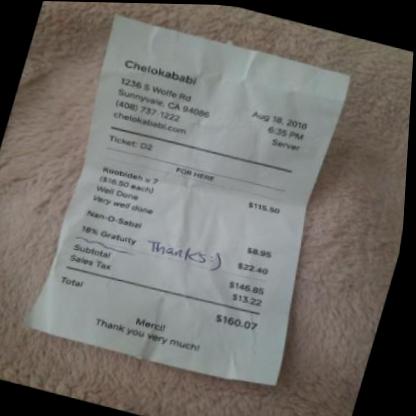 Chelokababi
1236 S Wolfe Rd
Sunnyvale, CA 94086
(408) 737-1222
chelokababi.com
Aug 18, 2018
6:35 PM
Server
Ticket: D2
FOR HERE
Koobideh x 7 $115.50
($16.50 each)
Well Done
Very well done
Nan-O-Sabzi $8.95
18% Gratuity $22.40
Thanks :)
Subtotal $146.85
Sales Tax $13.22
Total $160.07
Merci!
Thank you very much!